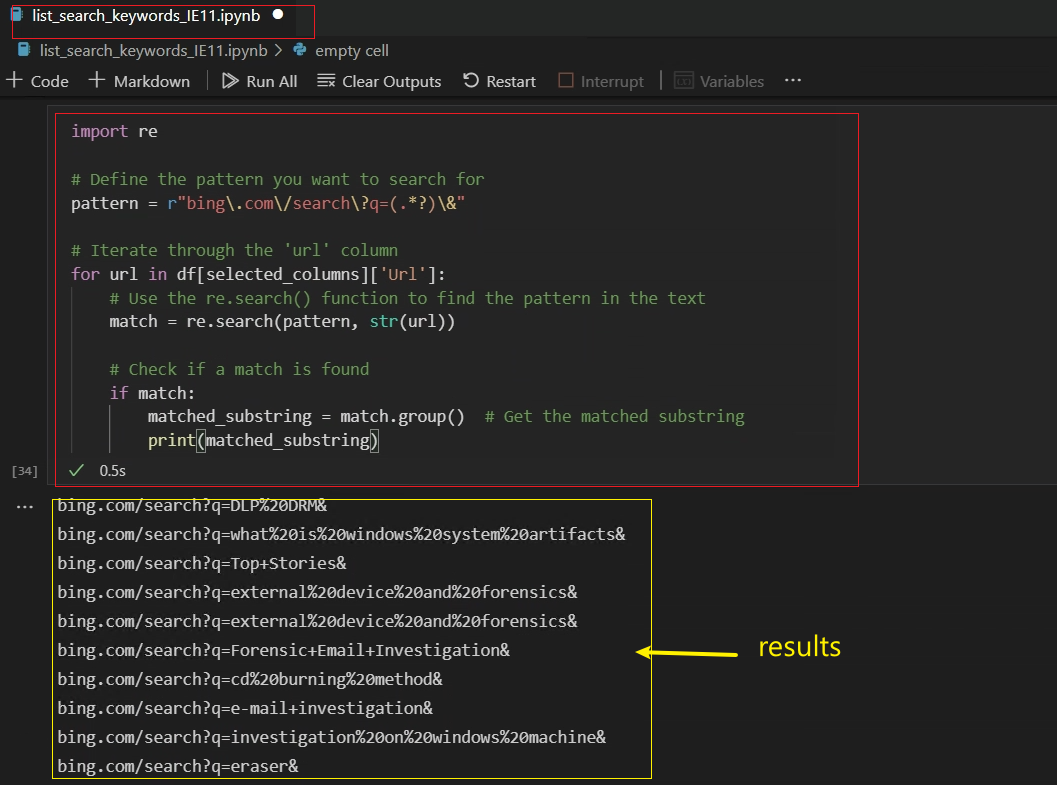 list_search_keywords_IE11.ipynb
list_search_keywords_IE11.ipynb > empty cell
+ Code + Markdown | Run All Clear Outputs Restart Interrupt | Variables ...
import re
# Define the pattern you want to search for
pattern = r"bing\.com\/search\?q=(.*?)\&"
# Iterate through the 'url' column
for url in df[selected_columns]['Url']:
# Use the re.search() function to find the pattern in the text
match = re.search(pattern, str(url))
# Check if a match is found
if match:
matched_substring = match.group() # Get the matched substring
print(matched_substring)
[34] ✓ 0.5s
...
bing.com/search?q=DLP%20DRM&
bing.com/search?q=what%20is%20windows%20system%20artifacts&
bing.com/search?q=Top+Stories&
bing.com/search?q=external%20device%20and%20forensics&
bing.com/search?q=external%20device%20and%20forensics&
bing.com/search?q=Forensic+Email+Investigation&
results
bing.com/search?q=cd%20burning%20method&
bing.com/search?q=e-mail+investigation&
bing.com/search?q=investigation%20on%20windows%20machine&
bing.com/search?q=eraser&